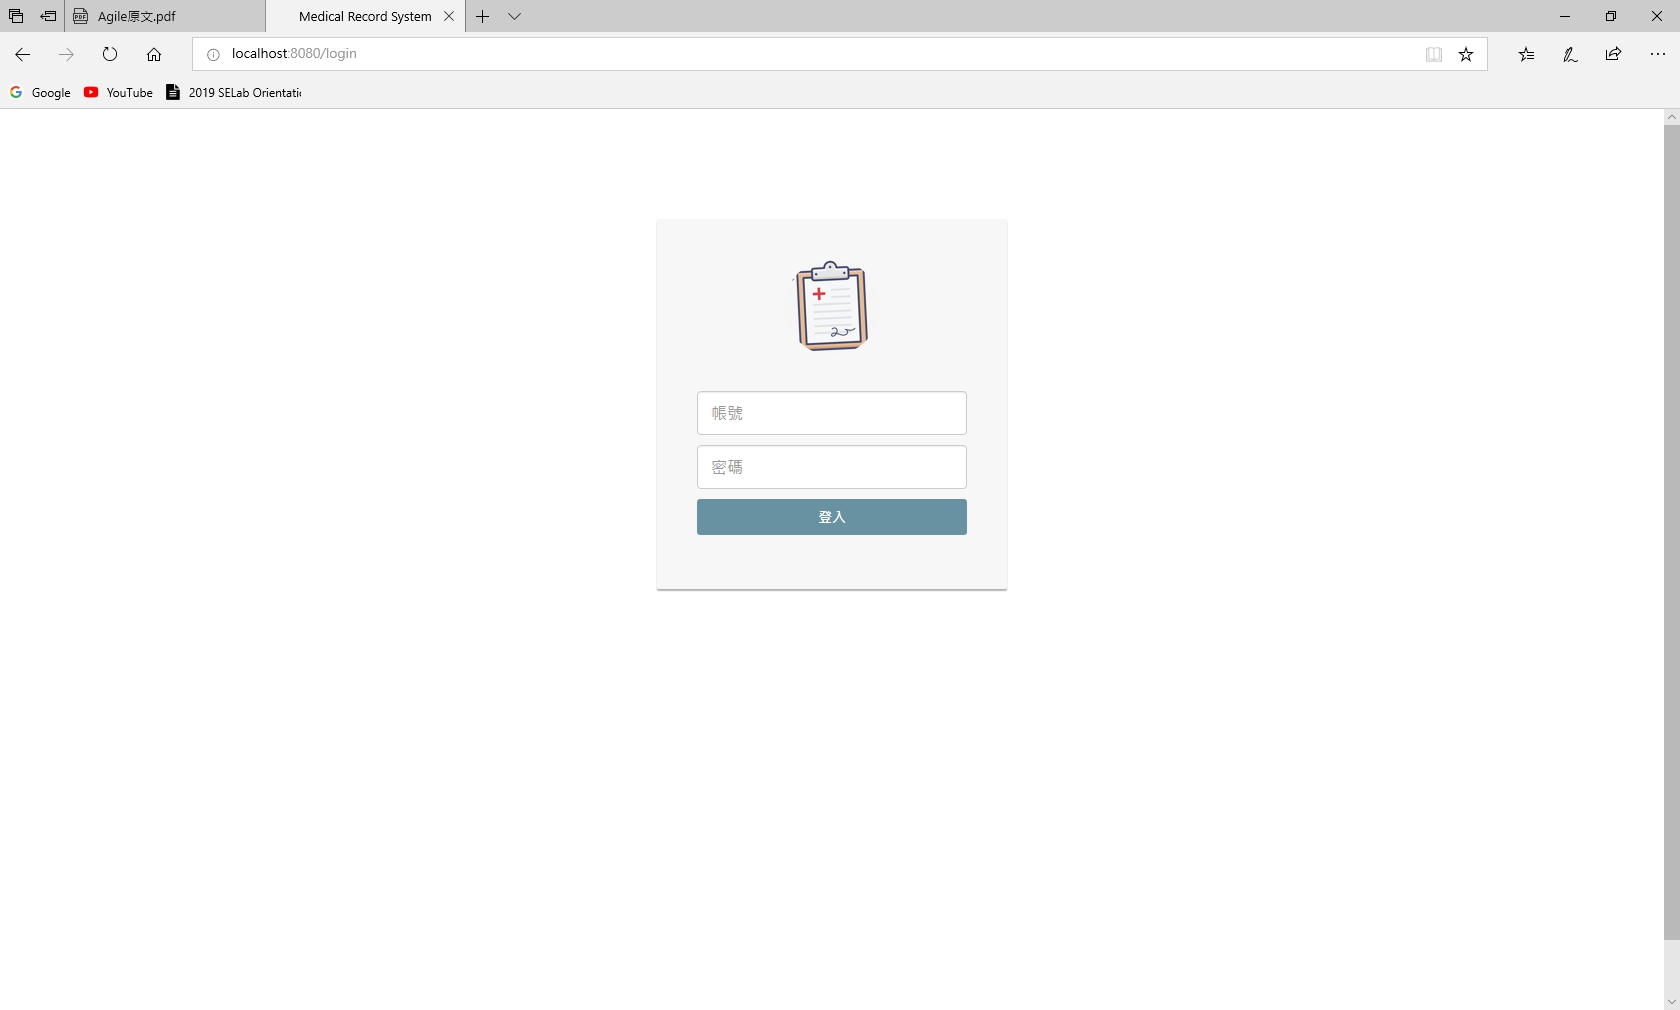 Agile原文.pdf
Medical Record System
localhost:8080/login
Google
YouTube
2019 SELab Orientatic
帳號
密碼
登入